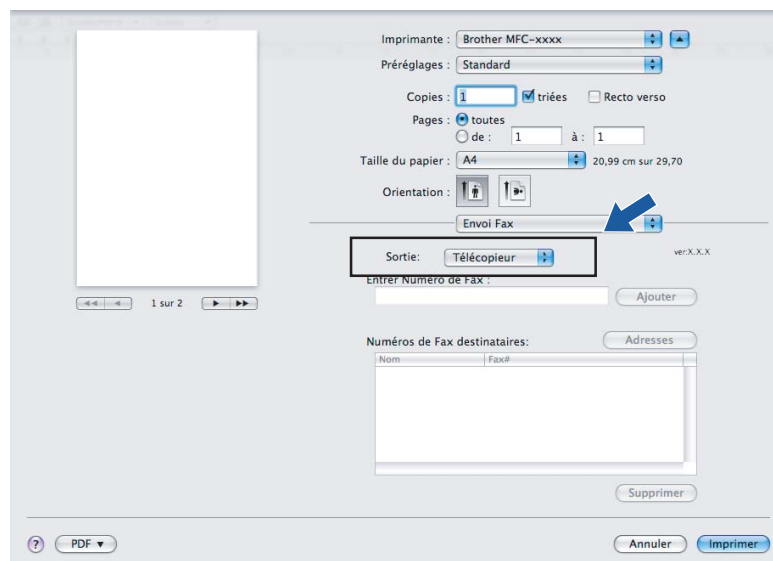 Imprimante : Brother MFC-xxxx
Préréglages : Standard
Copies : 1 triées Recto verso
Pages : toutes
de : 1 à : 1
Taille du papier : A4 20,99 cm sur 29,70
Orientation :
Envoi Fax
Sortie: Télécopieur ver:X.X.X
Entrer Numéro de Fax :
1 sur 2 Ajouter
Numéros de Fax destinataires: Adresses
Nom Fax#
Supprimer
? PDF Annuler Imprimer